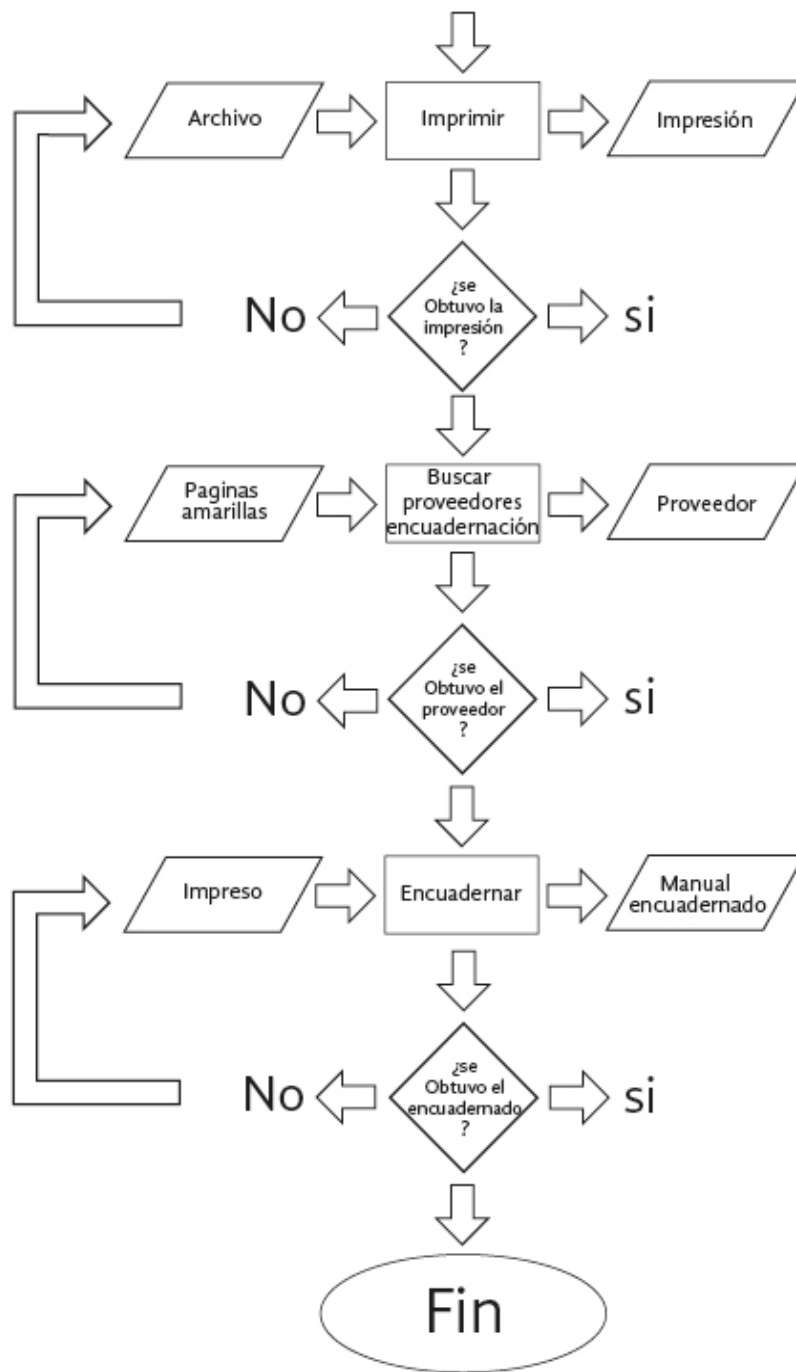 Archivo
Imprimir
Impresión
¿se
Obtuvo la
impresión
?
No
si
Paginas
amarillas
Buscar
proveedores
encuadernación
Proveedor
¿se
Obtuvo el
proveedor
?
No
si
Impreso
Encuadernar
Manual
encuadernado
¿se
Obtuvo el
encuadernado
?
No
si
Fin